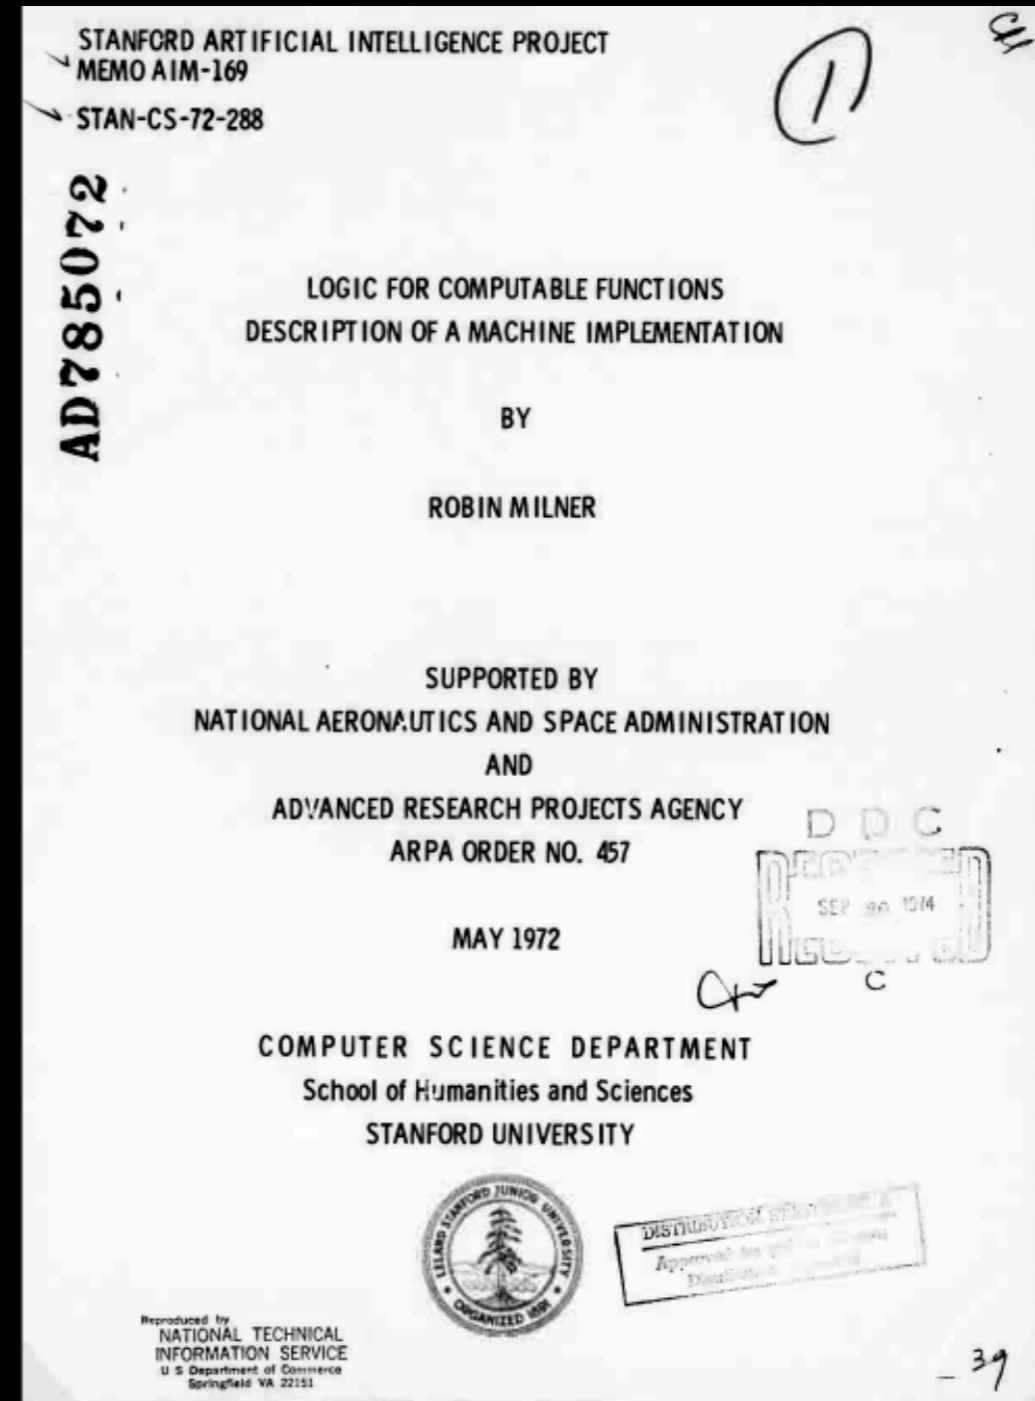 STANFORD ARTIFICIAL INTELLIGENCE PROJECT
MEMO AIM-169
STAN-CS-72-288
1
AD785072
LOGIC FOR COMPUTABLE FUNCTIONS
DESCRIPTION OF A MACHINE IMPLEMENTATION
BY
ROBIN MILNER
SUPPORTED BY
NATIONAL AERONAUTICS AND SPACE ADMINISTRATION
AND
ADVANCED RESEARCH PROJECTS AGENCY
ARPA ORDER NO. 457
D D C
SEP 1974
C
MAY 1972
COMPUTER SCIENCE DEPARTMENT
School of Humanities and Sciences
STANFORD UNIVERSITY
LELAND STANFORD JUNIOR UNIVERSITY
ORGANIZED 1891
DISTRIBUTION
Approved for
Reproduced by
NATIONAL TECHNICAL
INFORMATION SERVICE
U S Department of Commerce
Springfield VA 22151
39